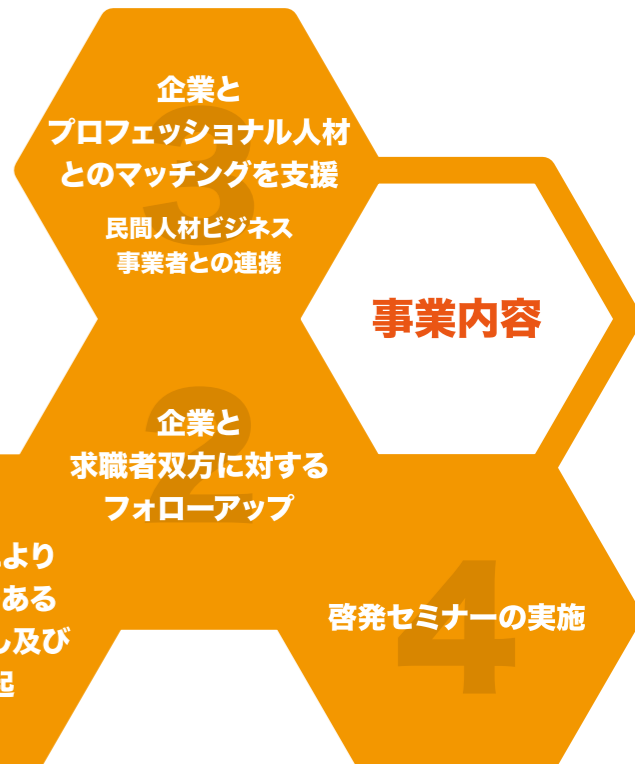 3
企業と
プロフェッショナル人材
とのマッチングを支援
民間人材ビジネス
事業者との連携
事業内容
2
企業と
求職者双方に対する
フォローアップ
より
ある
し及び
起
4
啓発セミナーの実施